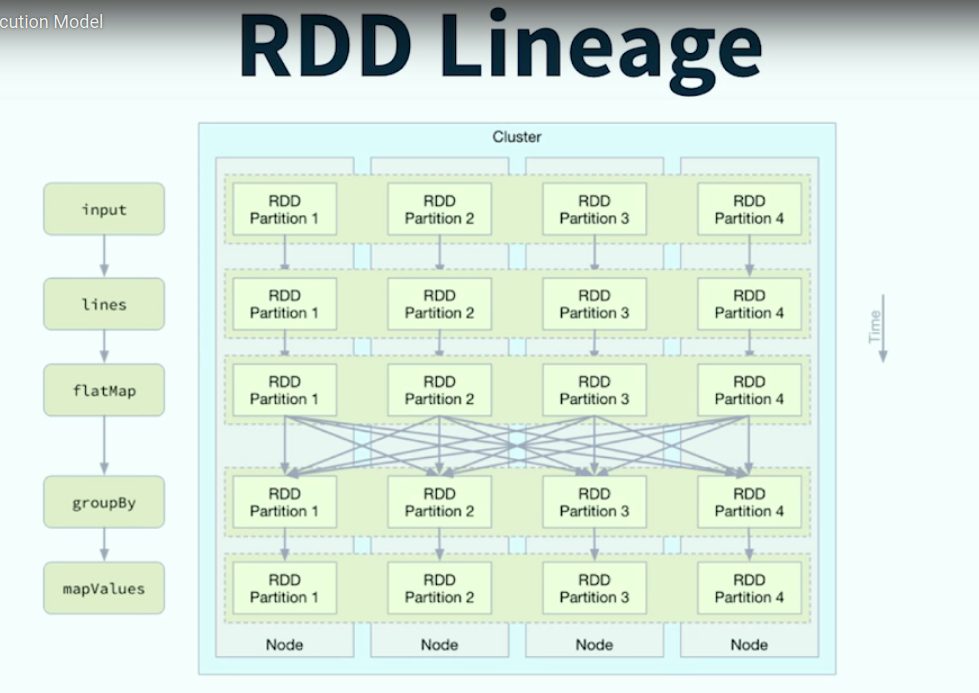 cution Model
RDD Lineage
Cluster
input
RDD
Partition 1
RDD
Partition 2
RDD
Partition 3
RDD
Partition 4
lines
RDD
Partition 1
RDD
Partition 2
RDD
Partition 3
RDD
Partition 4
Time
flatMap
RDD
Partition 1
RDD
Partition 2
RDD
Partition 3
RDD
Partition 4
groupBy
RDD
Partition 1
RDD
Partition 2
RDD
Partition 3
RDD
Partition 4
mapValues
RDD
Partition 1
RDD
Partition 2
RDD
Partition 3
RDD
Partition 4
Node
Node
Node
Node